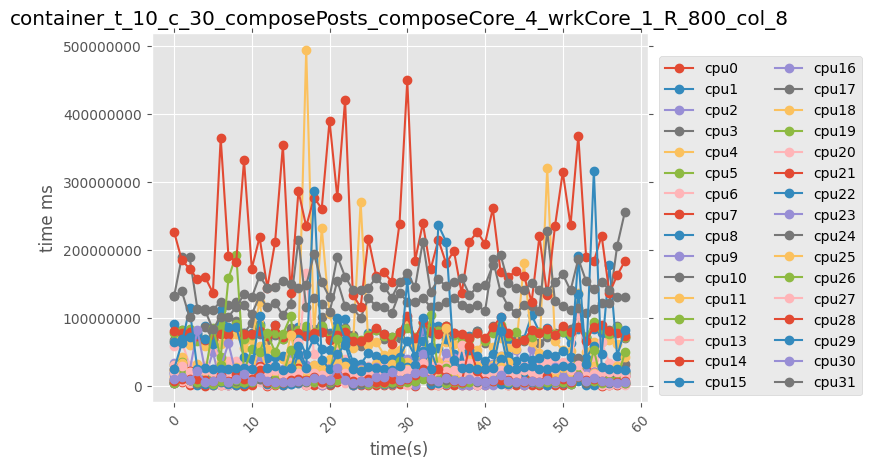 container_t_10_c_30_composePosts_composeCore_4_wrkCore_1_R_800_col_8
500000000
400000000
300000000
200000000
100000000
0
time ms
0
10
20
30
40
50
60
time(s)
cpu0
cpu1
cpu2
cpu3
cpu4
cpu5
cpu6
cpu7
cpu8
cpu9
cpu10
cpu11
cpu12
cpu13
cpu14
cpu15
cpu16
cpu17
cpu18
cpu19
cpu20
cpu21
cpu22
cpu23
cpu24
cpu25
cpu26
cpu27
cpu28
cpu29
cpu30
cpu31